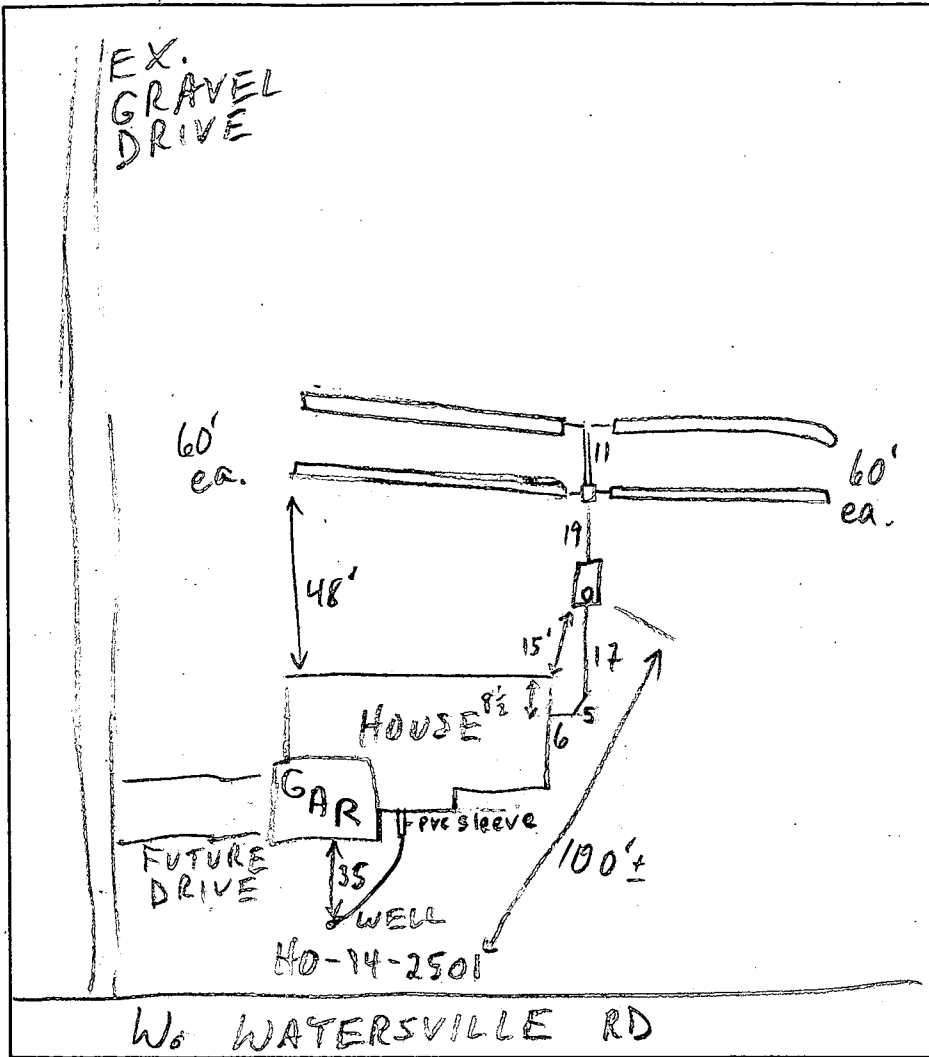 EX.
GRAVEL
DRIVE
60'
ea.
11
60'
ea.
19
48'
15'
17
8½
5
HOUSE
6
GAR
PVC sleeve
FUTURE
DRIVE
35
100'±
WELL
HO-94-2501
W. WATERSVILLE RD